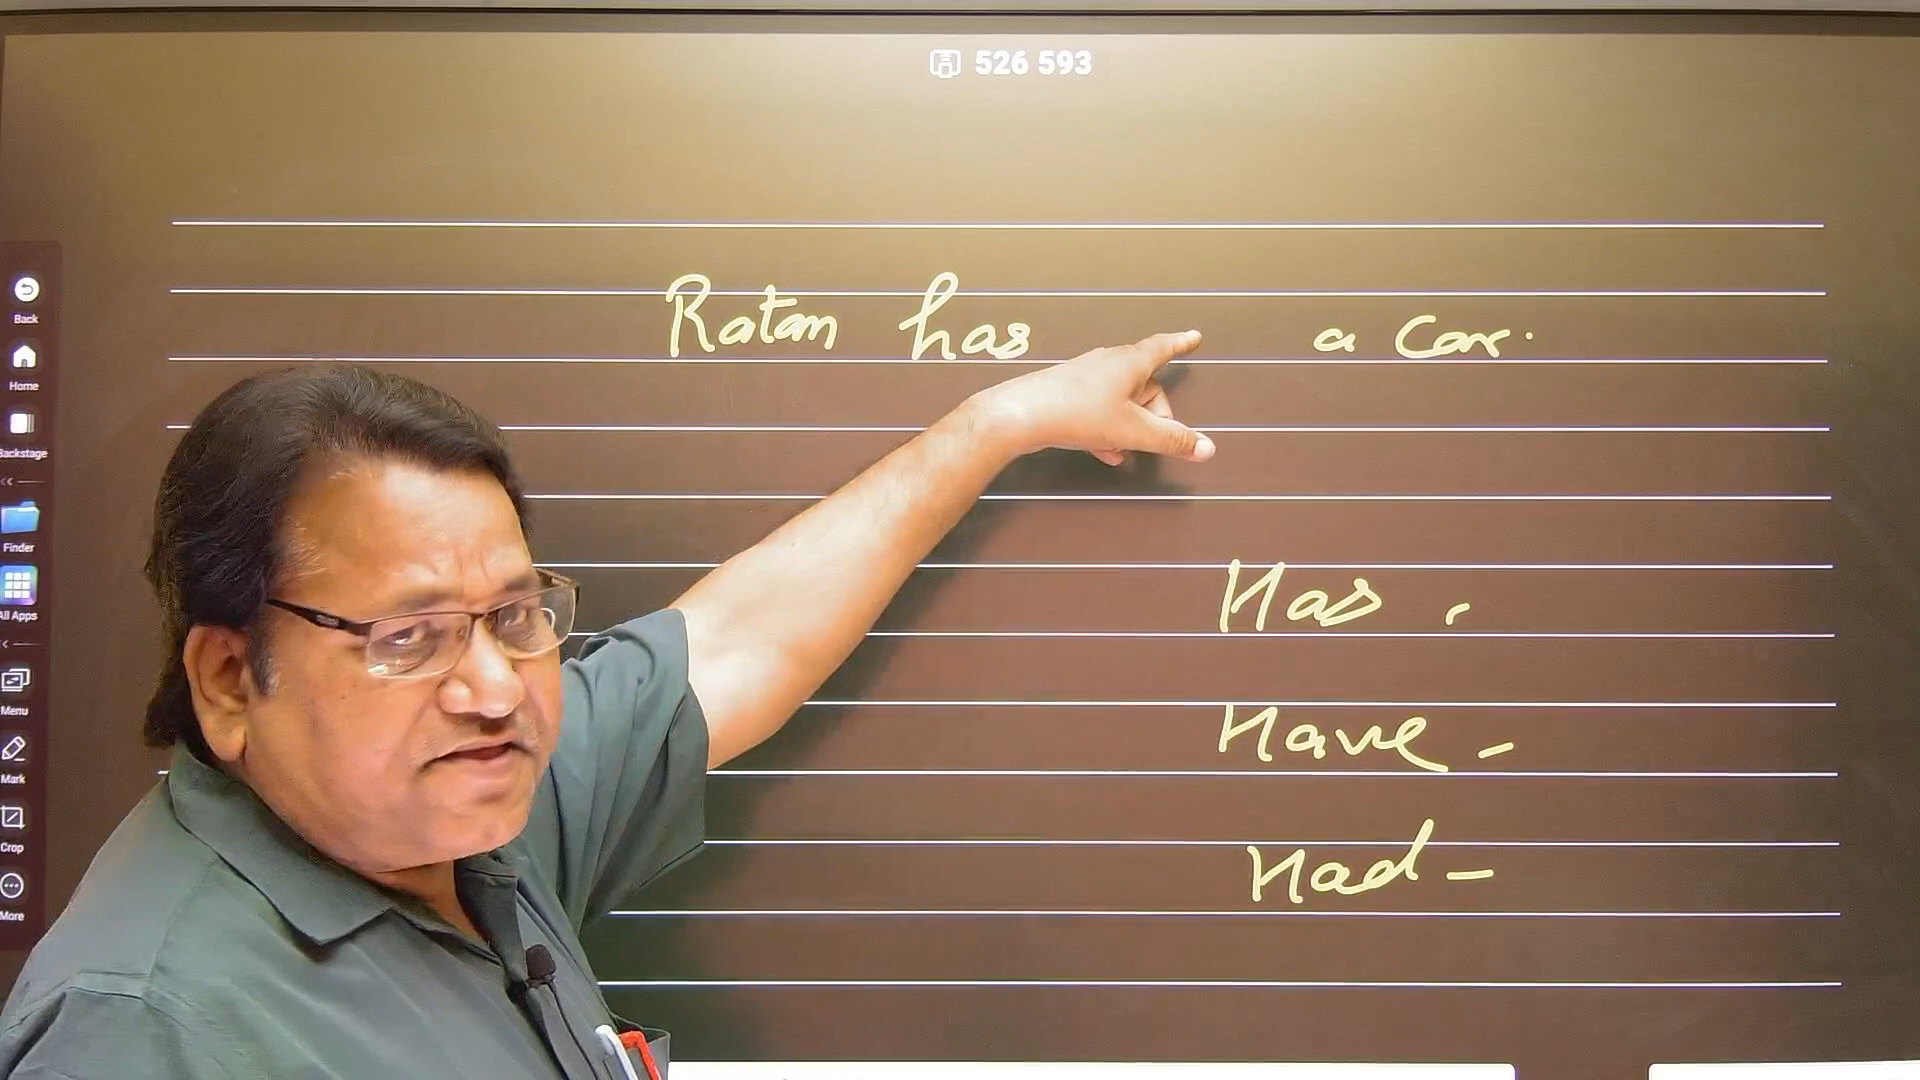 526 593
Ratan has a car.
Has,
Have -
Had -
Back
Home
Backstage
Finder
All Apps
Menu
Mark
Crop
More